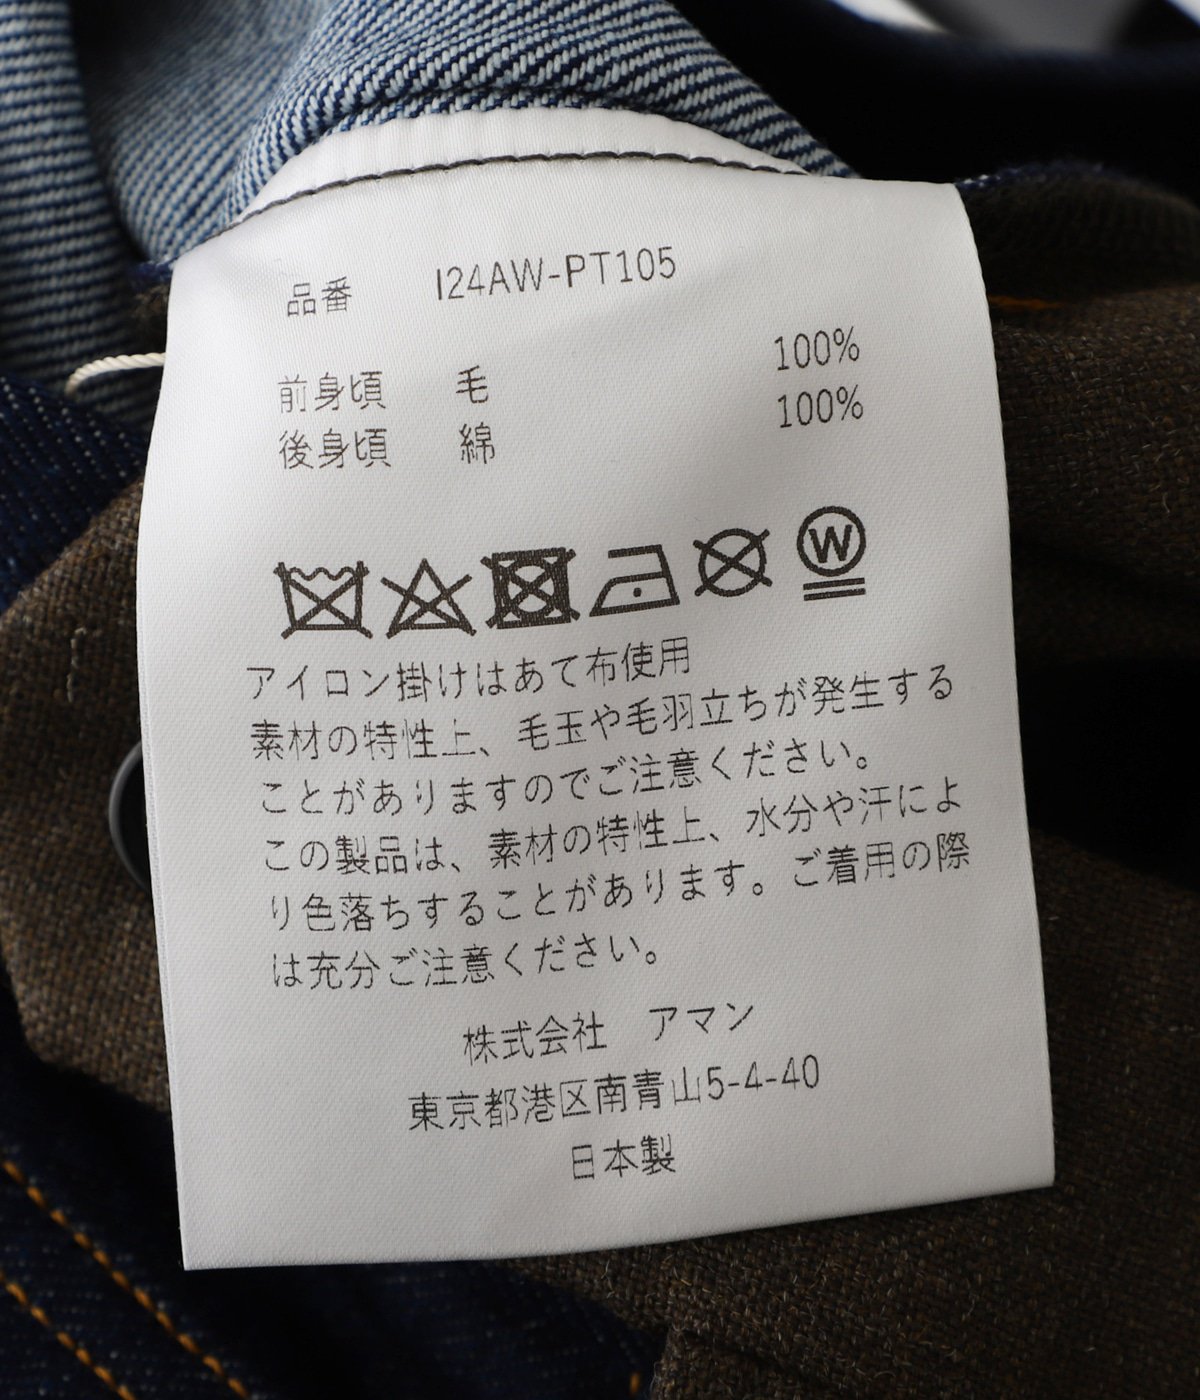 品番 I24AW-PT105
前身頃 毛 100%
後身頃 綿 100%
W
アイロン掛けはあて布使用
素材の特性上、毛玉や毛羽立ちが発生する
ことがありますのでご注意ください。
この製品は、素材の特性上、水分や汗によ
り色落ちすることがあります。ご着用の際
は充分ご注意ください。
株式会社 アマン
東京都港区南青山5-4-40
日本製